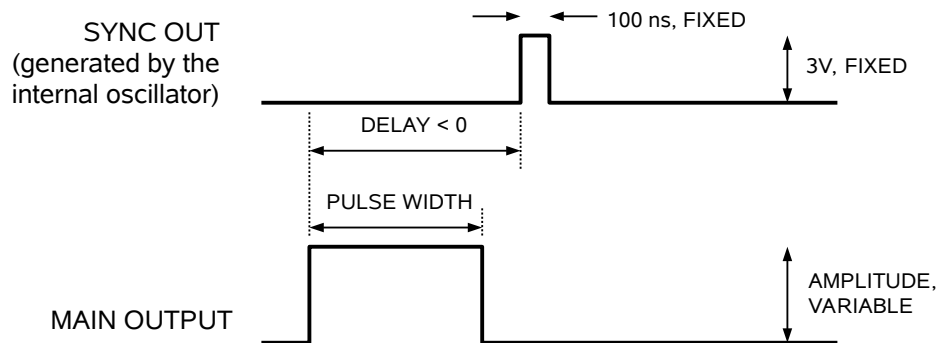 100 ns, FIXED
SYNC OUT
(generated by the
internal oscillator)
3V, FIXED
DELAY < 0
PULSE WIDTH
AMPLITUDE,
VARIABLE
MAIN OUTPUT